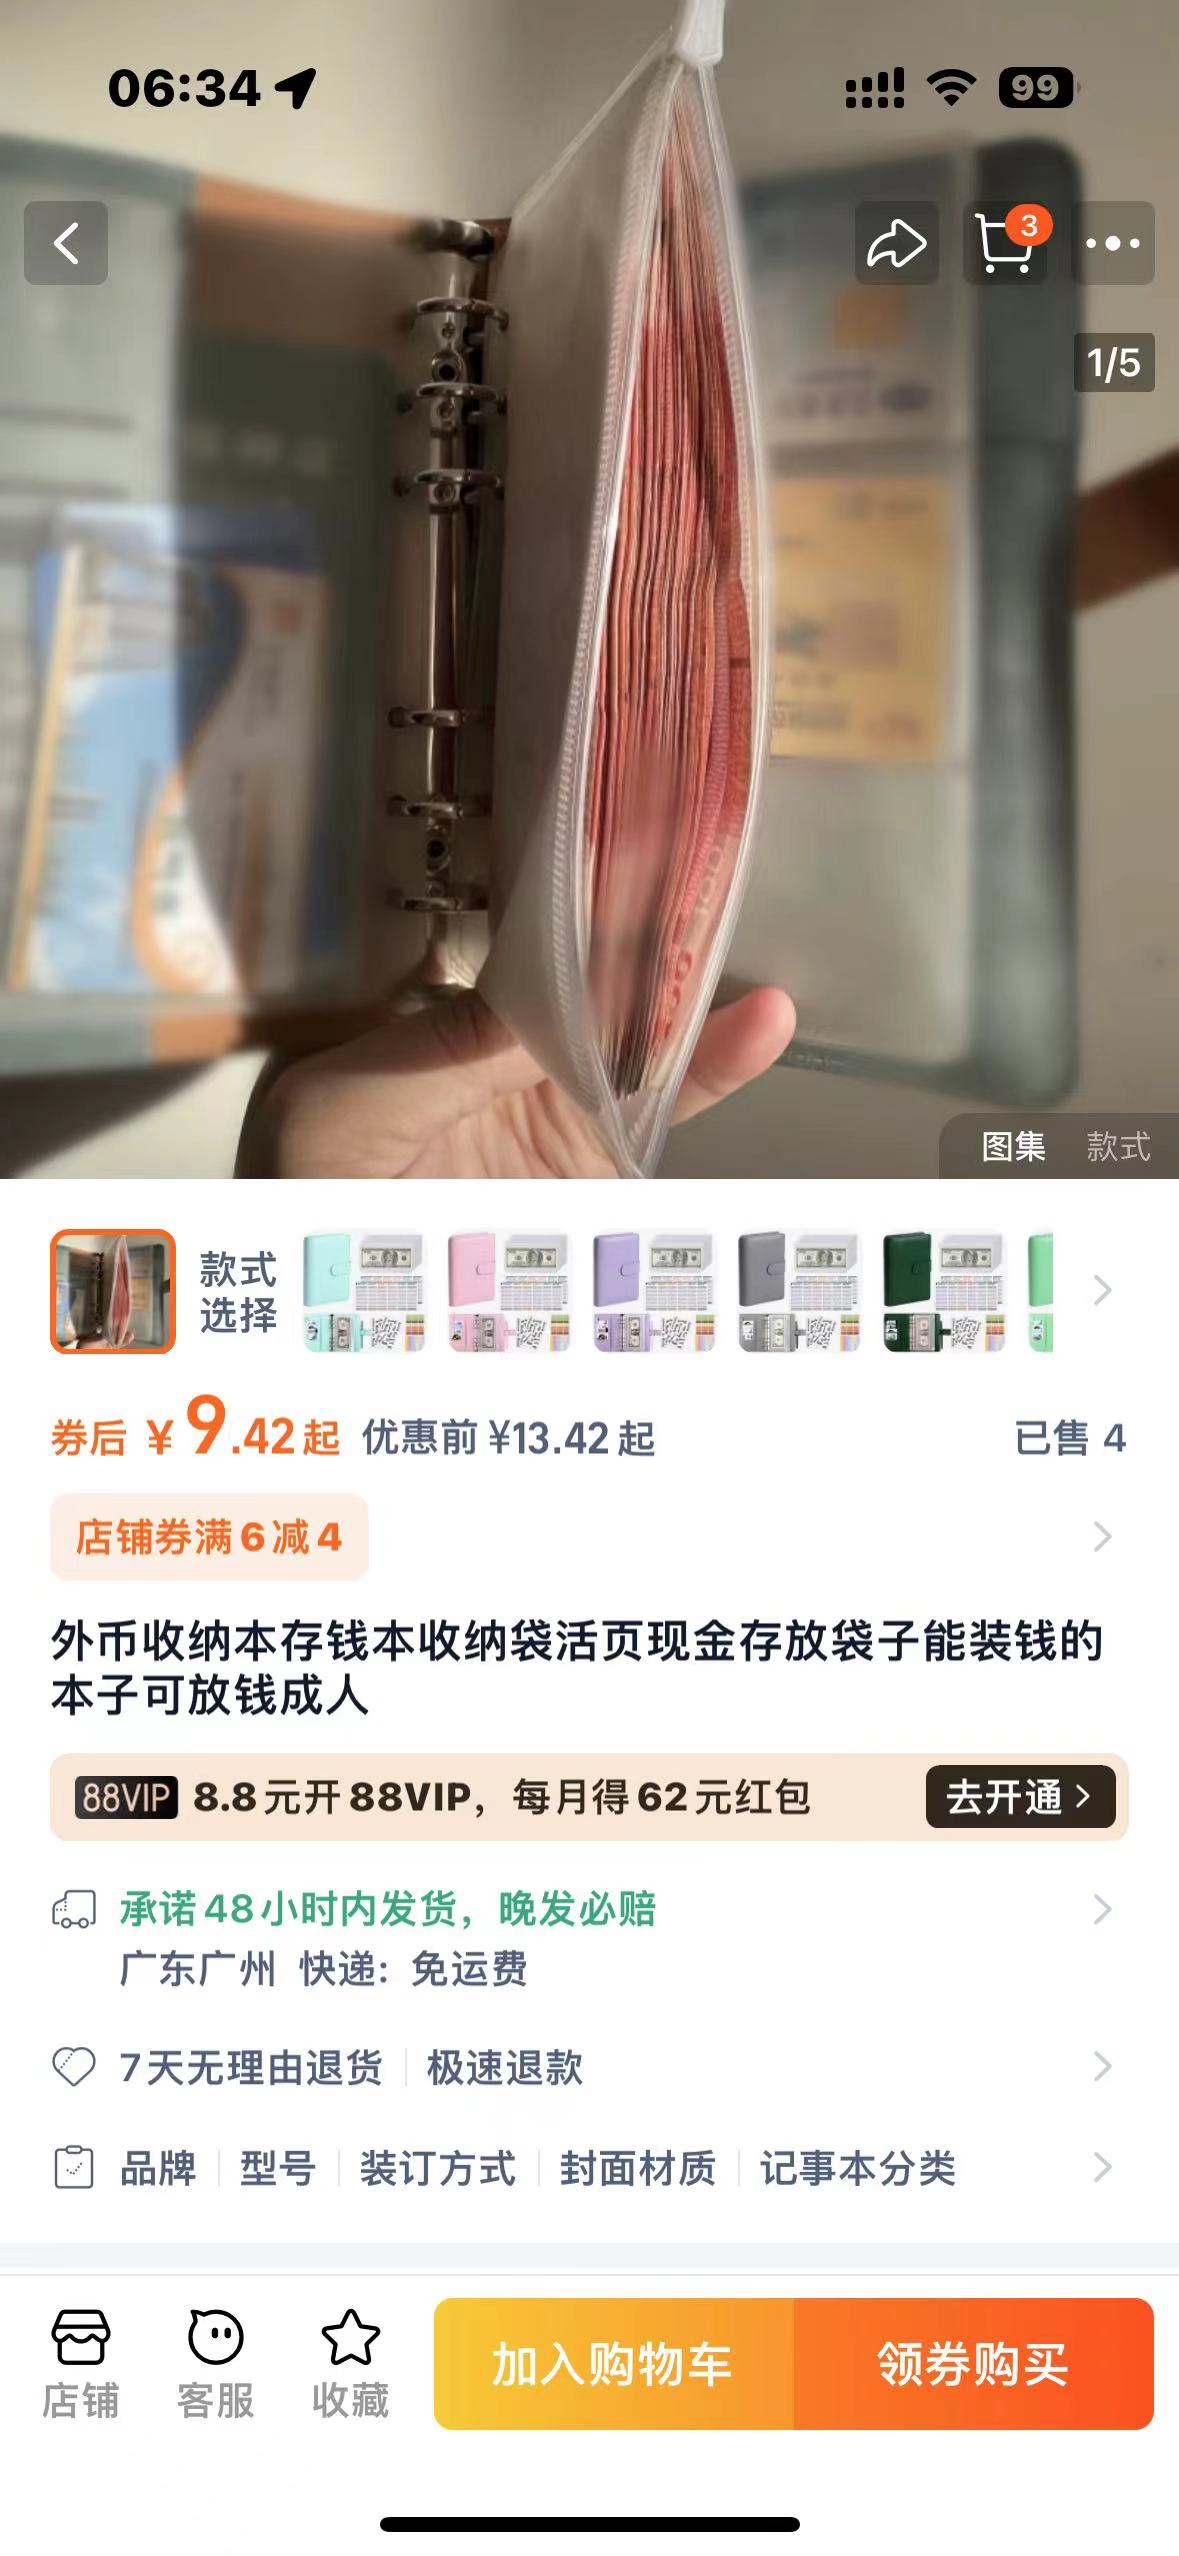 06:34
99
3
1/5
图集 款式
款式
选择
券后 ¥9.42起 优惠前 ¥13.42起 已售 4
店铺券满6减4
外币收纳本存钱本收纳袋活页现金存放袋子能装钱的
本子可放钱成人
88VIP 8.8元开88VIP，每月得62元红包 去开通
承诺48小时内发货，晚发必赔
广东广州 快递：免运费
7天无理由退货 极速退款
品牌 型号 装订方式 封面材质 记事本分类
店铺 客服 收藏 加入购物车 领券购买